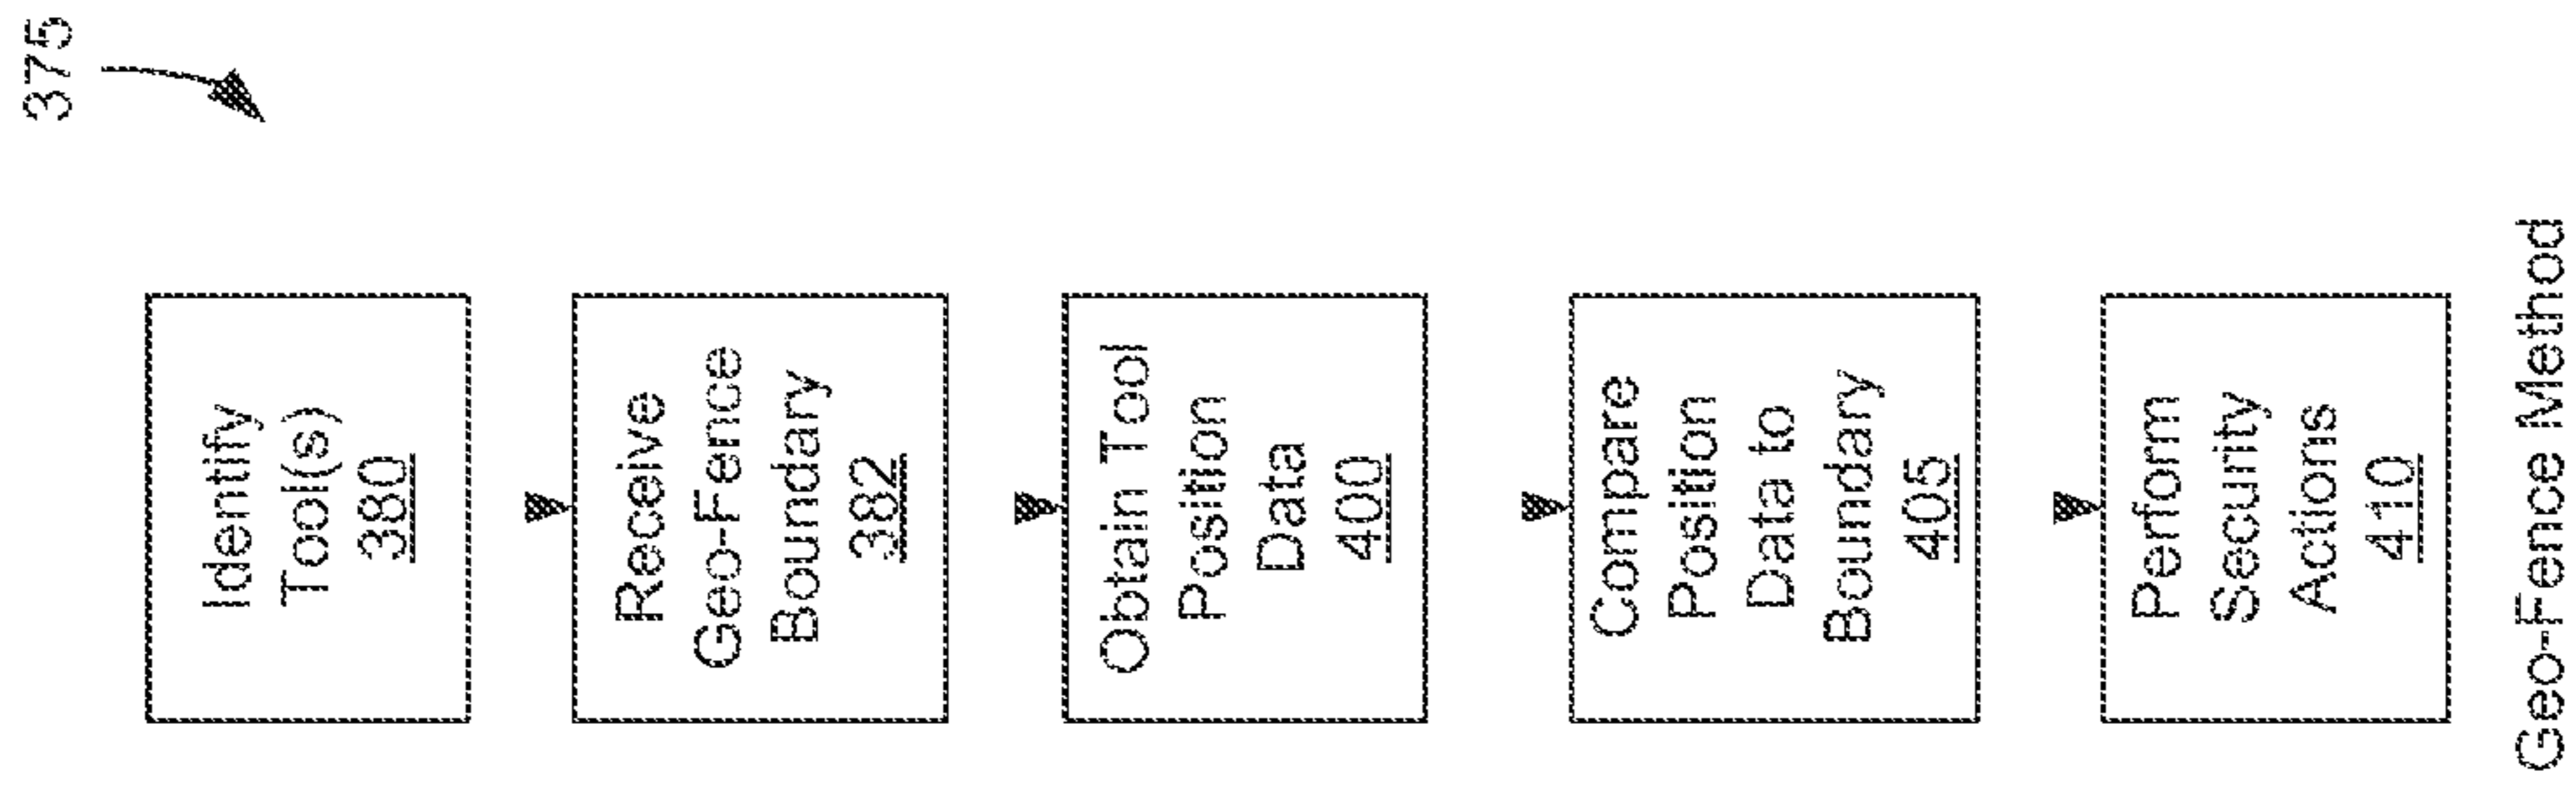 375
Identify
Tool(s)
380
Receive
Geo-Fence
Boundary
382
Obtain Tool
Position
Data
400
Compare
Position
Data to
Boundary
405
Perform
Security
Actions
410
Geo-Fence Method